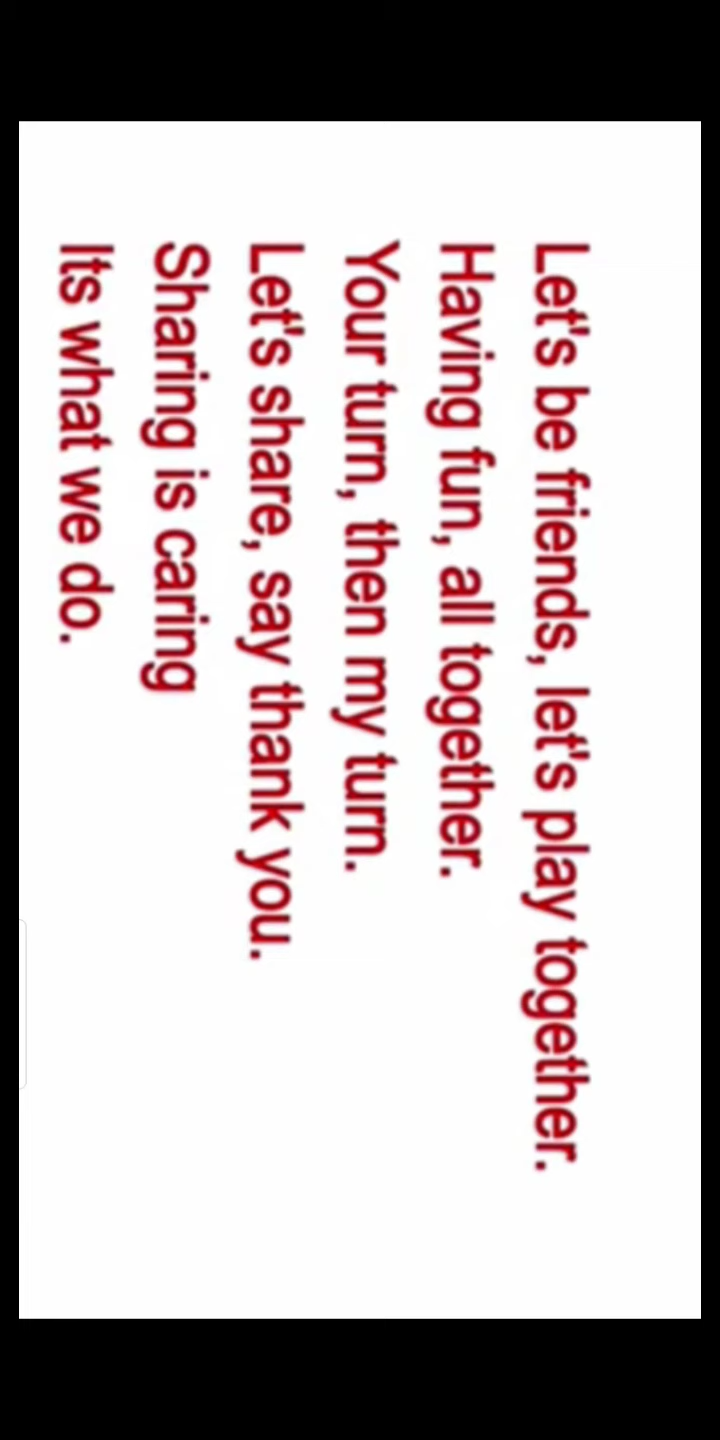 Let's be friends, let's play together.
Having fun, all together.
Your turn, then my turn.
Let's share, say thank you.
Sharing is caring
Its what we do.